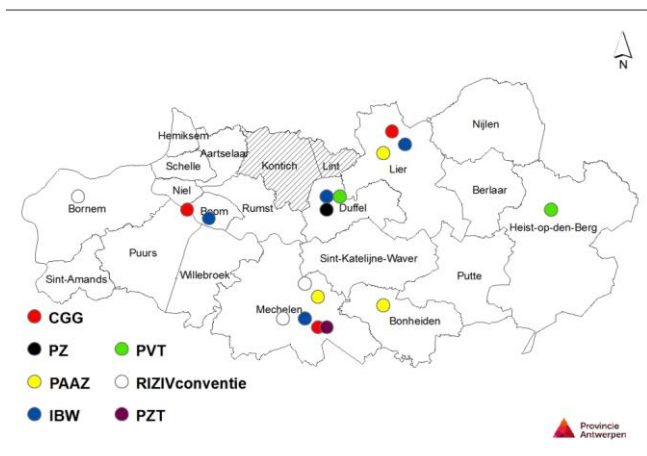 N
Nijlen
Hemiksem
Aartselaar
Schelle
Kontich
Lint
Lier
Niel
Berlaar
Bornem
Boom
Rumst
Duffel
Heist-op-den-Berg
Puurs
Sint-Katelijne-Waver
Sint-Amands
Willebroek
Putte
Mechelen
Bonheiden
CGG
PZ
PVT
PAAZ
RIZIVconventie
IBW
PZT
Provincie
Antwerpen